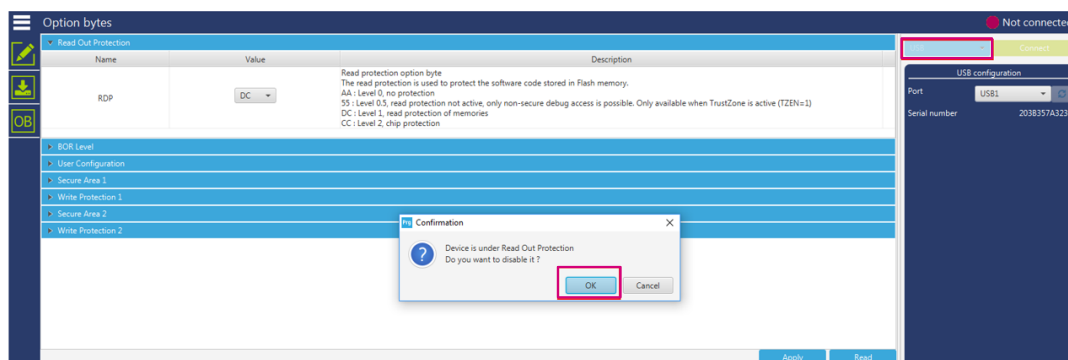 Option bytes
Not connected
Read Out Protection
Name Value Description
RDP
DC
Read protection option byte
The read protection is used to protect the software code stored in Flash memory.
AA : Level 0, no protection
55 : Level 0.5, read protection not active, only non-secure debug access is possible. Only available when TrustZone is active (TZEN=1)
DC : Level 1, read protection of memories
CC : Level 2, chip protection
BOR Level
User Configuration
Secure Area 1
Write Protection 1
Secure Area 2
Write Protection 2
OB
Prg Confirmation
Device is under Read Out Protection
Do you want to disable it ?
OK Cancel
Apply Read
USB Connect
USB configuration
Port USB1
Serial number 203B357A323